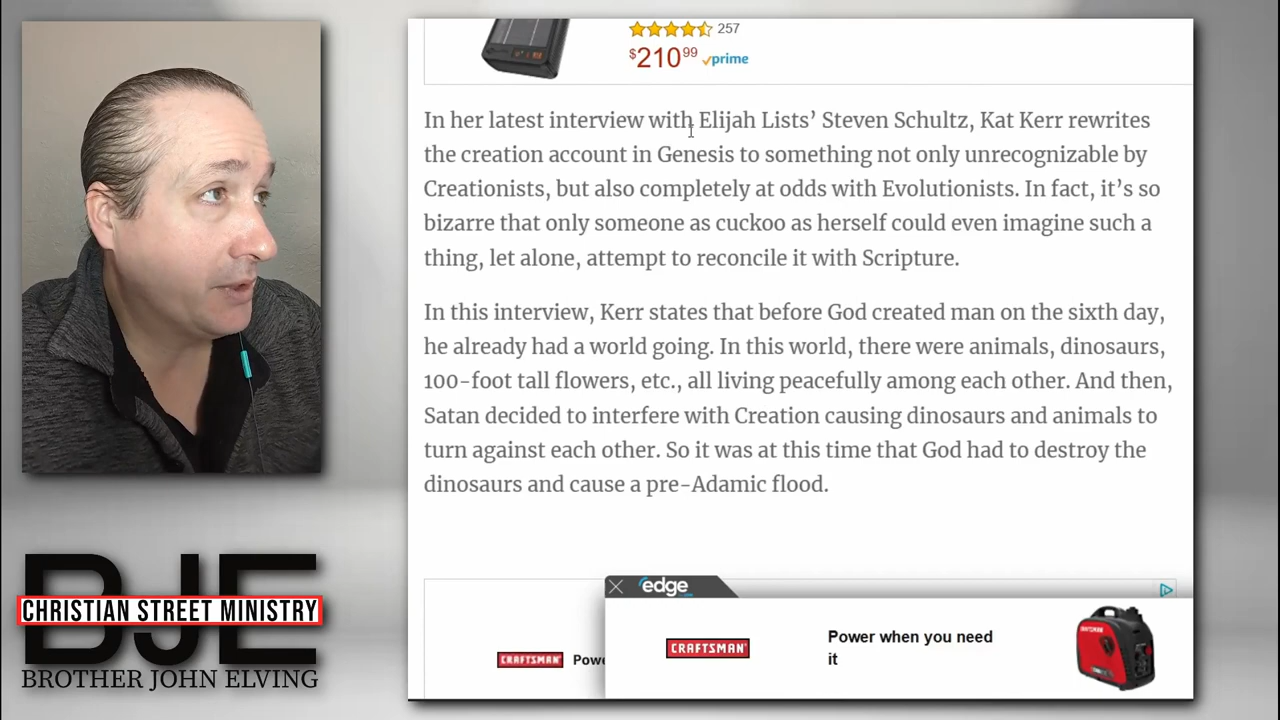 257
$210.99 prime
In her latest interview with Elijah Lists’ Steven Schultz, Kat Kerr rewrites
the creation account in Genesis to something not only unrecognizable by
Creationists, but also completely at odds with Evolutionists. In fact, it’s so
bizarre that only someone as cuckoo as herself could even imagine such a
thing, let alone, attempt to reconcile it with Scripture.
In this interview, Kerr states that before God created man on the sixth day,
he already had a world going. In this world, there were animals, dinosaurs,
100-foot tall flowers, etc., all living peacefully among each other. And then,
Satan decided to interfere with Creation causing dinosaurs and animals to
turn against each other. So it was at this time that God had to destroy the
dinosaurs and cause a pre-Adamic flood.
edge
CRAFTSMAN
Power when you need
it
CRAFTSMAN Powe
BJE
CHRISTIAN STREET MINISTRY
BROTHER JOHN ELVING